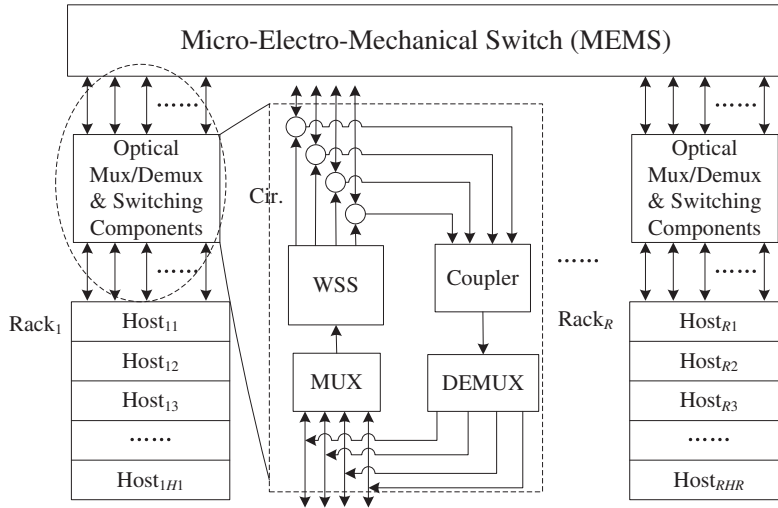 Micro-Electro-Mechanical Switch (MEMS)
......
Optical
Mux/Demux
& Switching
Components
......
Rack1
Host11
Host12
Host13
......
Host1H1
Cir.
WSS
MUX
Coupler
DEMUX
......
......
Optical
Mux/Demux
& Switching
Components
......
RackR
HostR1
HostR2
HostR3
......
HostRHR